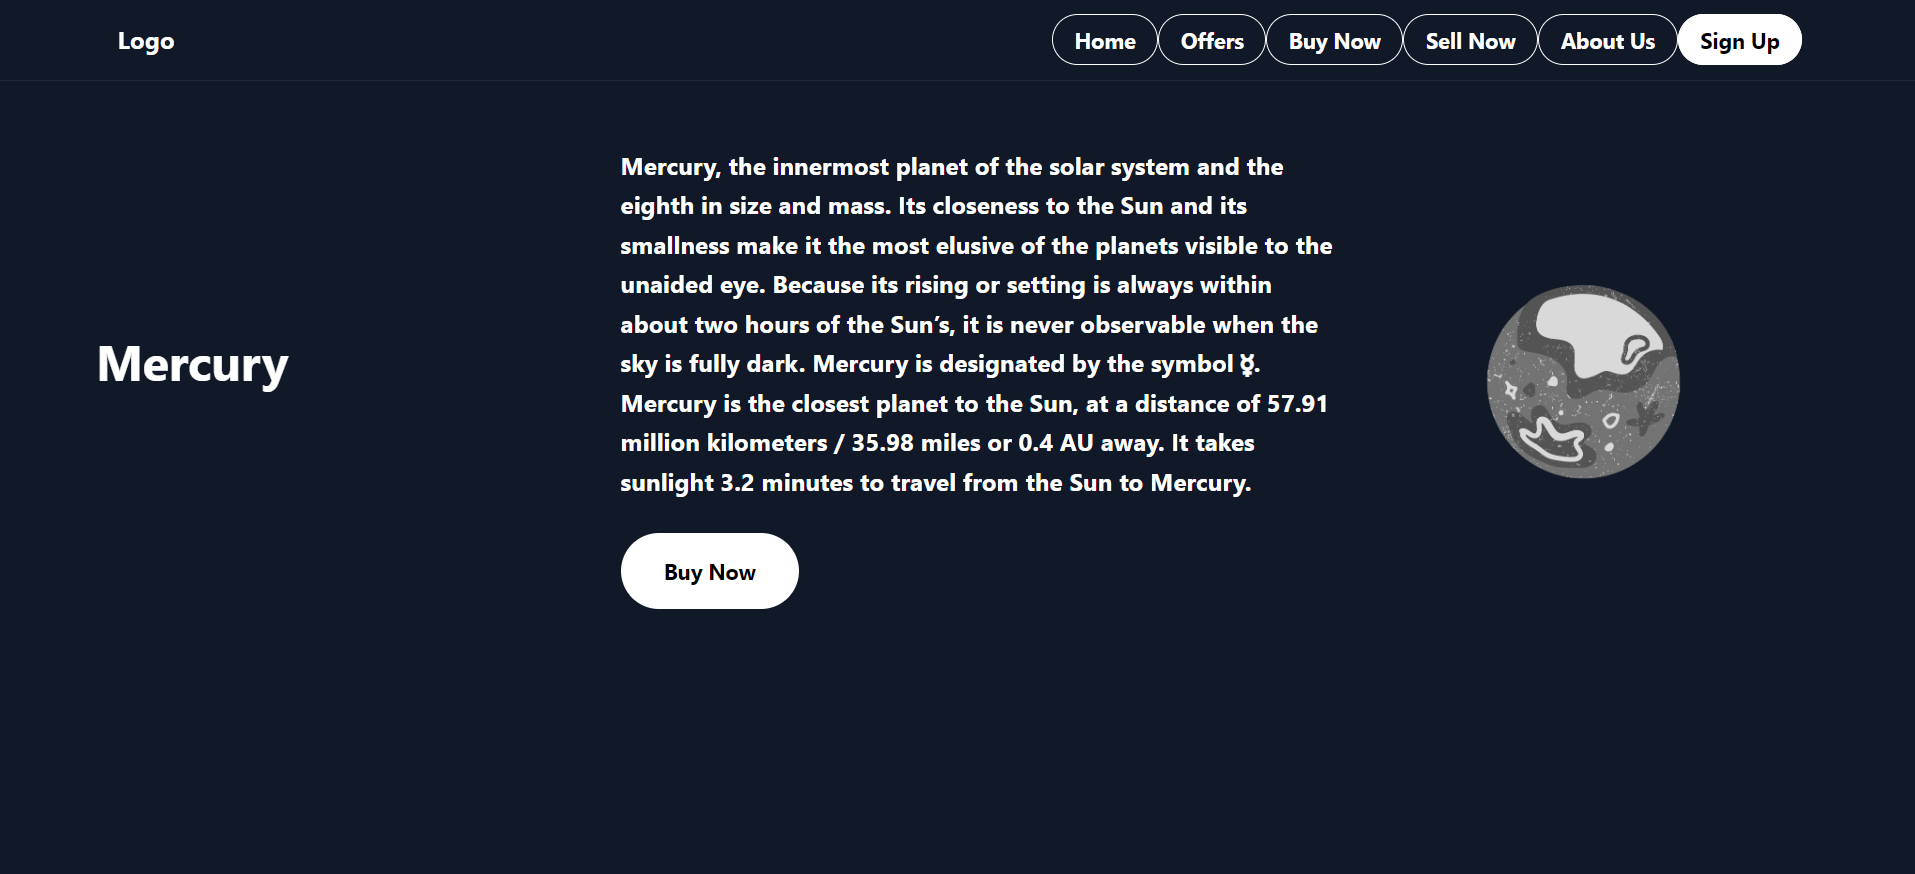 Logo
Home
Offers
Buy Now
Sell Now
About Us
Sign Up
Mercury
Mercury, the innermost planet of the solar system and the
eighth in size and mass. Its closeness to the Sun and its
smallness make it the most elusive of the planets visible to the
unaided eye. Because its rising or setting is always within
about two hours of the Sun’s, it is never observable when the
sky is fully dark. Mercury is designated by the symbol ☿.
Mercury is the closest planet to the Sun, at a distance of 57.91
million kilometers / 35.98 miles or 0.4 AU away. It takes
sunlight 3.2 minutes to travel from the Sun to Mercury.
Buy Now